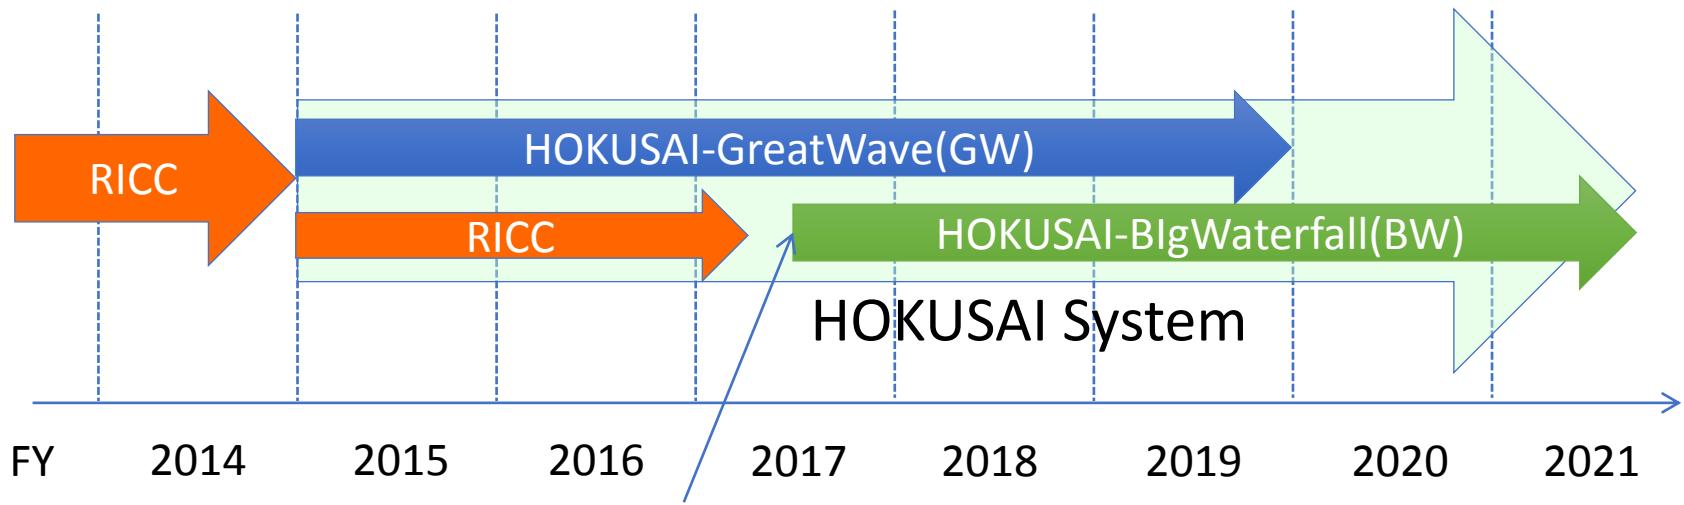 HOKUSAI-GreatWave(GW)
RICC
RICC
HOKUSAI-BIgWaterfall(BW)
HOKUSAI System
FY 2014 2015 2016 2017 2018 2019 2020 2021